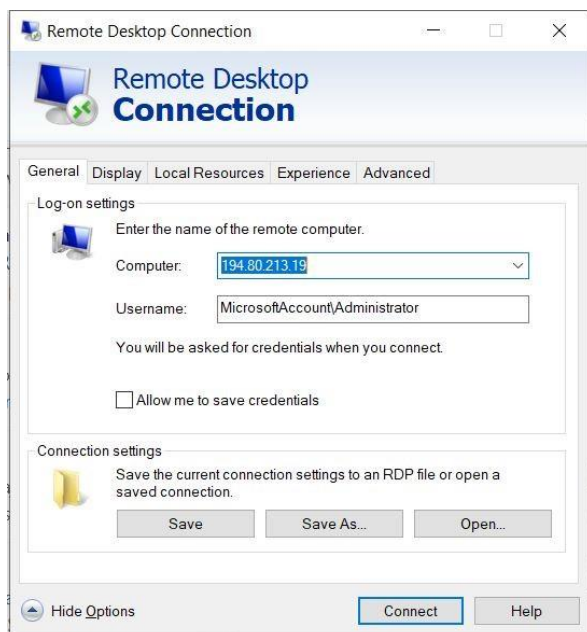 Remote Desktop Connection
Remote Desktop
Connection
General Display Local Resources Experience Advanced
Log-on settings
Enter the name of the remote computer.
Computer: 194.80.213.19
Username: MicrosoftAccount\Administrator
You will be asked for credentials when you connect.
Allow me to save credentials
Connection settings
Save the current connection settings to an RDP file or open a
saved connection.
Save Save As... Open...
Hide Options Connect Help